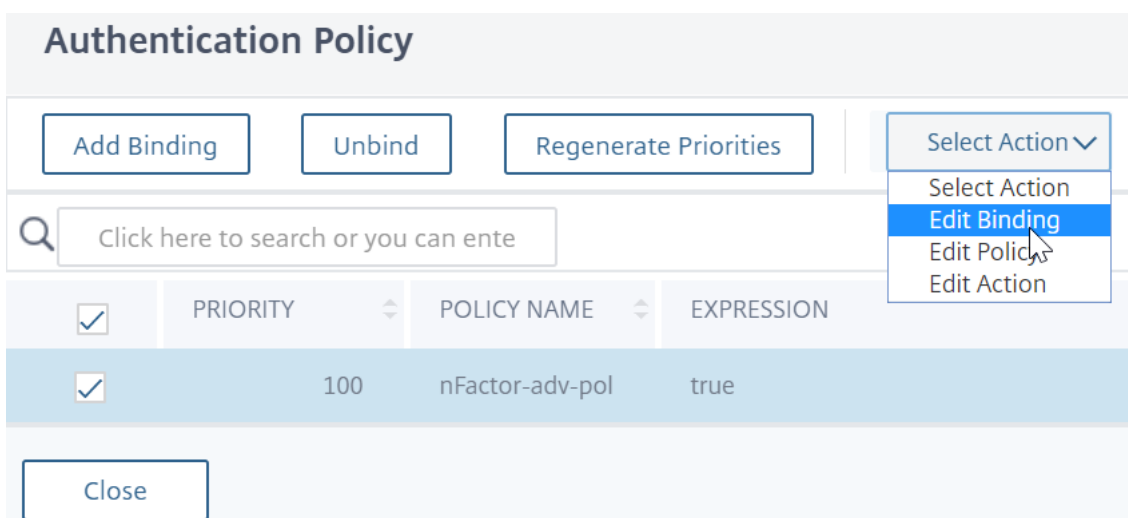 Authentication Policy
Add Binding Unbind Regenerate Priorities Select Action
Select Action
Edit Binding
Edit Policy
Edit Action
Click here to search or you can ente
PRIORITY POLICY NAME EXPRESSION
100 nFactor-adv-pol true
Close